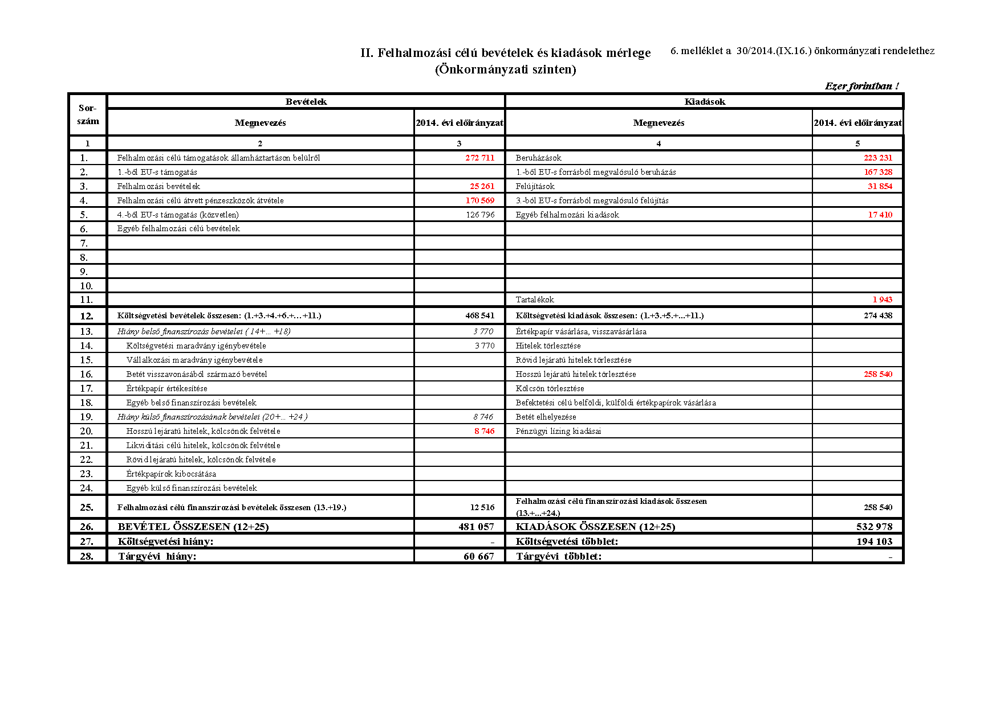 II. Felhalmozási célú bevételek és kiadások mérlege
6. melléklet a  30/2014.(IX.16.) önkormányzati rendelethez
(Önkormányzati szinten)
Ezer forintban !
Sor-szám Bevételek Kiadások
Megnevezés 2014. évi előirányzat Megnevezés 2014. évi előirányzat
1 2 3 4 5
1. Felhalmozási célú támogatások államháztartáson belülről 272 711 Beruházások 223 231
2. 1.-ből EU-s támogatás 1.-ből EU-s forrásból megvalósuló beruházás 167 328
3. Felhalmozási bevételek 25 261 Felújítások 31 854
4. Felhalmozási célú átvett pénzeszközök átvétele 170 569 3.-ból EU-s forrásból megvalósuló felújítás
5. 4.-ből EU-s támogatás (közvetlen) 126 796 Egyéb felhalmozási kiadások 17 410
6. Egyéb felhalmozási célú bevételek
7.
8.
9.
10.
11. Tartalékok 1 943
12. Költségvetési bevételek összesen: (1.+3.+4.+6.+…+11.) 468 541 Költségvetési kiadások összesen: (1.+3.+5.+...+11.) 274 438
13. Hiány belső finanszírozás bevételei ( 14+… +18) 3 770 Értékpapír vásárlása, visszavásárlása
14. Költségvetési maradvány igénybevétele 3 770 Hitelek törlesztése
15. Vállalkozási maradvány igénybevétele Rövid lejáratú hitelek törlesztése
16. Betét visszavonásából származó bevétel Hosszú lejáratú hitelek törlesztése 258 540
17. Értékpapír értékesítése Kölcsön törlesztése
18. Egyéb belső finanszírozási bevételek Befektetési célú belföldi, külföldi értékpapírok vásárlása
19. Hiány külső finanszírozásának bevételei (20+… +24 ) 8 746 Betét elhelyezése
20. Hosszú lejáratú hitelek, kölcsönök felvétele 8 746 Pénzügyi lízing kiadásai
21. Likviditási célú hitelek, kölcsönök felvétele
22. Rövid lejáratú hitelek, kölcsönök felvétele
23. Értékpapírok kibocsátása
24. Egyéb külső finanszírozási bevételek
25. Felhalmozási célú finanszírozási bevételek összesen (13.+19.) 12 516 Felhalmozási célú finanszírozási kiadások összesen
(13.+...+24.) 258 540
26. BEVÉTEL ÖSSZESEN (12+25) 481 057 KIADÁSOK ÖSSZESEN (12+25) 532 978
27. Költségvetési hiány: - Költségvetési többlet: 194 103
28. Tárgyévi  hiány: 60 667 Tárgyévi  többlet: -